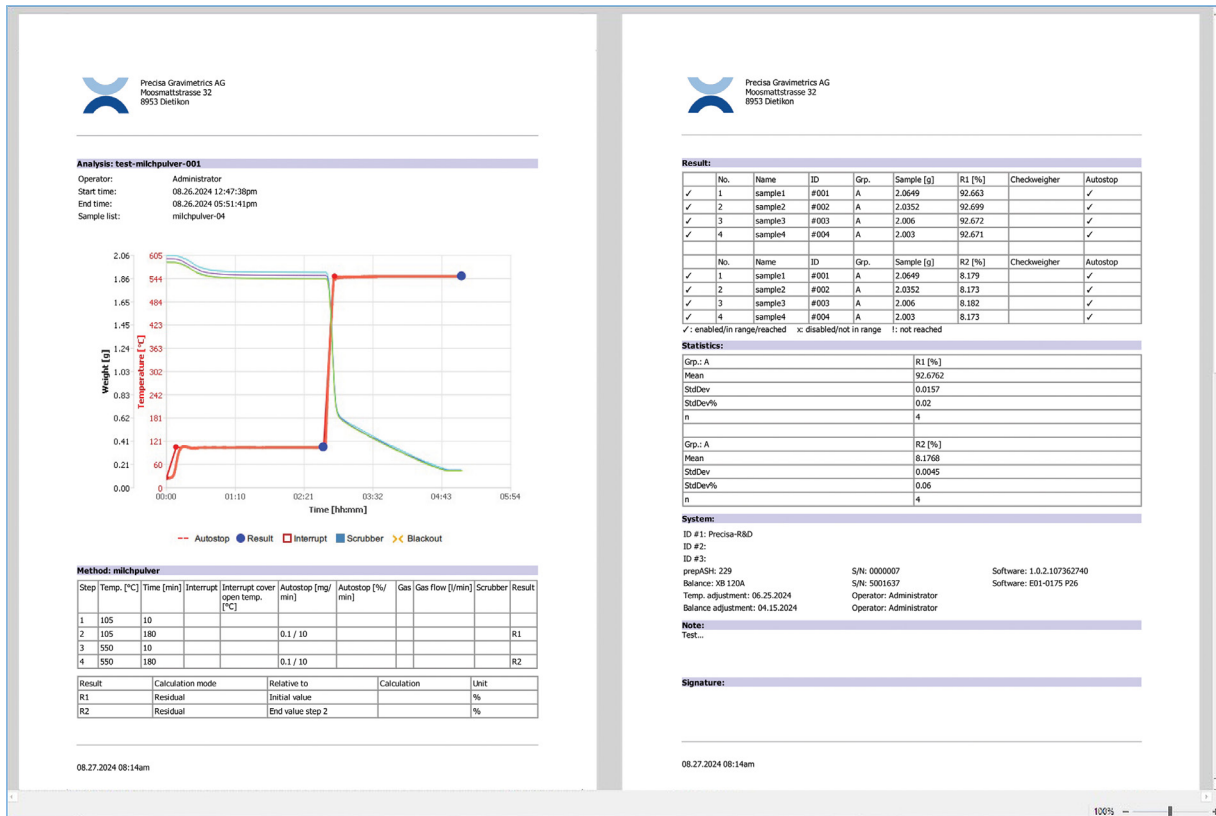 Precisa Gravimetrics AG
Moosmattstrasse 32
8953 Dietikon
Analysis: test-milchpulver-001
Operator: Administrator
Start time: 08.26.2024 12:47:38pm
End time: 08.26.2024 05:51:41pm
Sample list: milchpulver-04
2.06 605
1.86 544
1.65 484
1.45 423
1.24 363
1.03 302
0.83 242
0.62 181
0.41 121
0.21 60
0.00 0
Weight [g]
Temperature [°C]
00:00 01:10 02:21 03:32 04:43 05:54
Time [hh:mm]
Autostop Result Interrupt Scrubber Blackout
Method: milchpulver
Step Temp. [°C] Time [min] Interrupt Interrupt cover open temp. [°C] Autostop [mg/min] Autostop [%/min] Gas Gas flow [l/min] Scrubber Result
1 105 10
2 105 180 0.1 / 10 R1
3 550 10
4 550 180 0.1 / 10 R2
Result Calculation mode Relative to Calculation Unit
R1 Residual Initial value %
R2 Residual End value step 2 %
08.27.2024 08:14am
Precisa Gravimetrics AG
Moosmattstrasse 32
8953 Dietikon
Result:
No. Name ID Grp. Sample [g] R1 [%] Checkweigher Autostop
✓ 1 sample1 #001 A 2.0649 92.663 ✓
✓ 2 sample2 #002 A 2.0352 92.699 ✓
✓ 3 sample3 #003 A 2.006 92.672 ✓
✓ 4 sample4 #004 A 2.003 92.671 ✓
No. Name ID Grp. Sample [g] R2 [%] Checkweigher Autostop
✓ 1 sample1 #001 A 2.0649 8.179 ✓
✓ 2 sample2 #002 A 2.0352 8.173 ✓
✓ 3 sample3 #003 A 2.006 8.182 ✓
✓ 4 sample4 #004 A 2.003 8.173 ✓
✓: enabled/in range/reached x: disabled/not in range !: not reached
Statistics:
Grp.: A R1 [%]
Mean 92.6762
StdDev 0.0157
StdDev% 0.02
n 4
Grp.: A R2 [%]
Mean 8.1768
StdDev 0.0045
StdDev% 0.06
n 4
System:
ID #1: Precisa-R&D
ID #2:
ID #3:
prepASH: 229 S/N: 0000007 Software: 1.0.2.107362740
Balance: XB 120A S/N: 5001637 Software: E01-0175 P26
Temp. adjustment: 06.25.2024 Operator: Administrator
Balance adjustment: 04.15.2024 Operator: Administrator
Note:
Test...
Signature:
08.27.2024 08:14am
100%